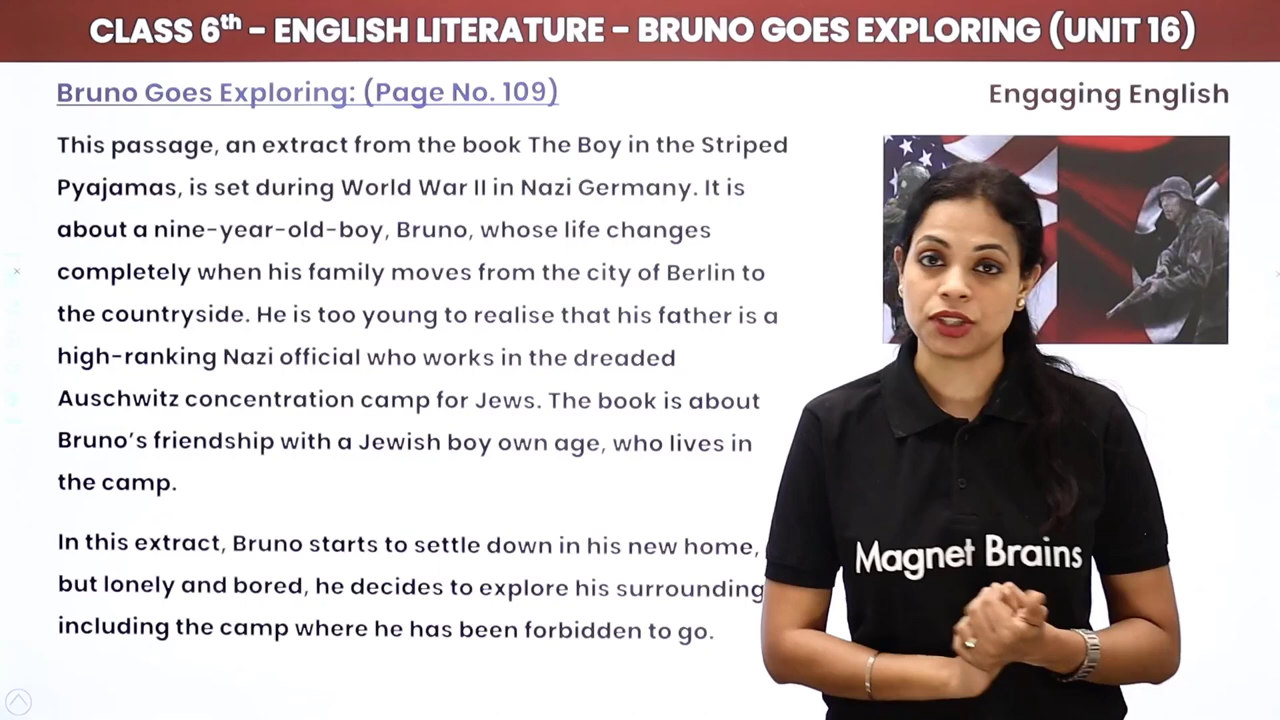 CLASS 6th – ENGLISH LITERATURE – BRUNO GOES EXPLORING (UNIT 16)
Bruno Goes Exploring: (Page No. 109)
Engaging English
This passage, an extract from the book The Boy in the Striped
Pyajamas, is set during World War II in Nazi Germany. It is
about a nine-year-old-boy, Bruno, whose life changes
completely when his family moves from the city of Berlin to
the countryside. He is too young to realise that his father is a
high-ranking Nazi official who works in the dreaded
Auschwitz concentration camp for Jews. The book is about
Bruno's friendship with a Jewish boy own age, who lives in
the camp.
In this extract, Bruno starts to settle down in his new home,
but lonely and bored, he decides to explore his surrounding
including the camp where he has been forbidden to go.
Magnet Brains